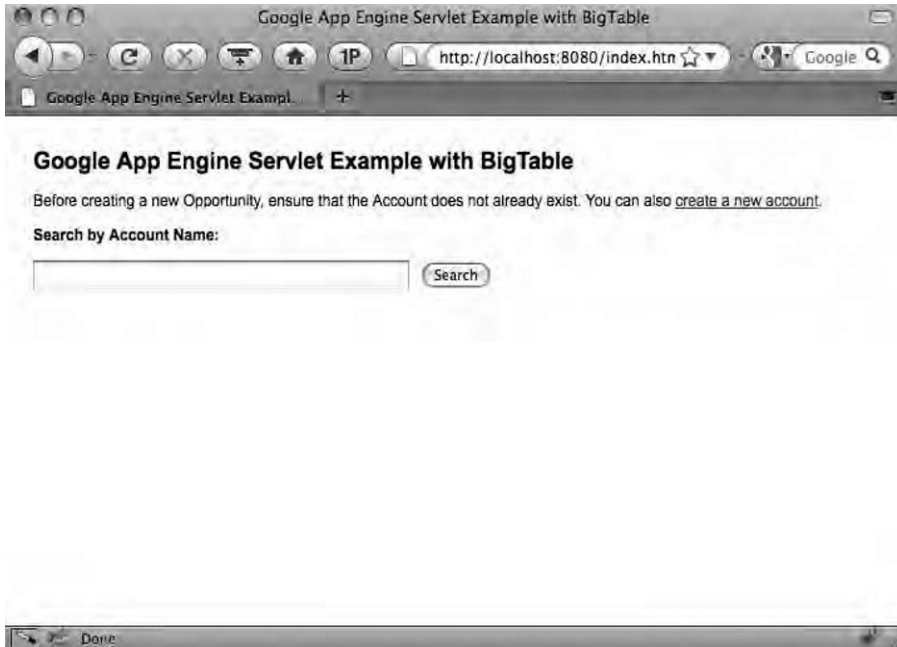 Google App Engine Servlet Example with BigTable
1P
http://localhost:8080/index.htn
Google
Google App Engine Servlet Exampl...
+
Google App Engine Servlet Example with BigTable
Before creating a new Opportunity, ensure that the Account does not already exist. You can also create a new account.
Search by Account Name:
Search
Done